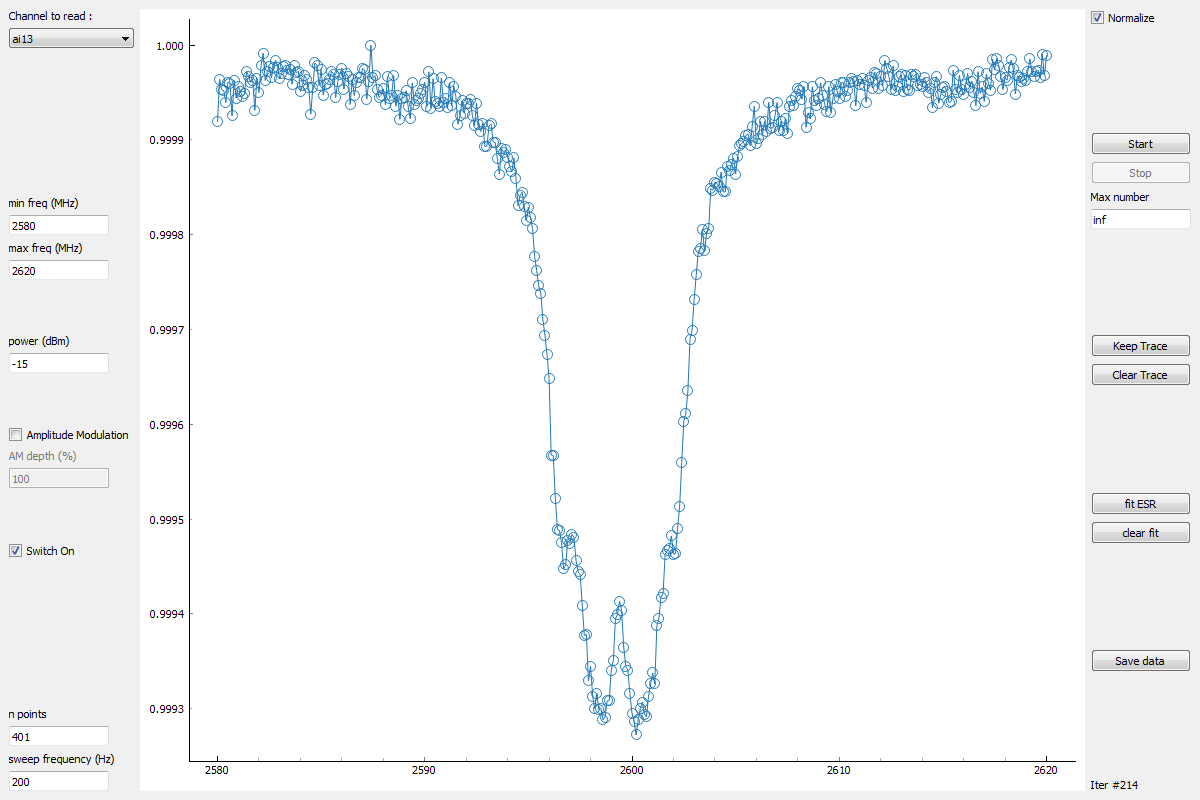 Channel to read :
ai13
min freq (MHz)
2580
max freq (MHz)
2620
power (dBm)
-15
Amplitude Modulation
AM depth (%)
100
Switch On
n points
401
sweep frequency (Hz)
200
1.000
0.9999
0.9998
0.9997
0.9996
0.9995
0.9994
0.9993
2580
2590
2600
2610
2620
Normalize
Start
Stop
Max number
inf
Keep Trace
Clear Trace
fit ESR
clear fit
Save data
Iter #214